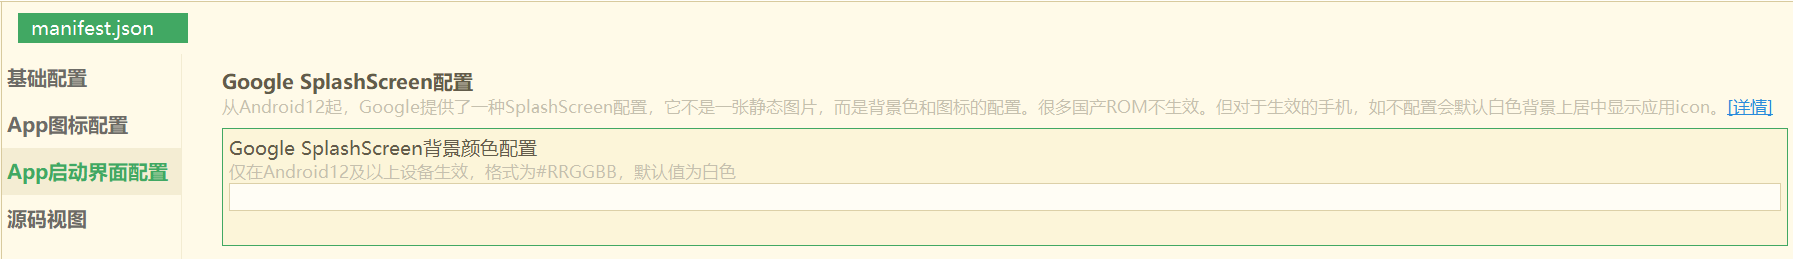 manifest.json
基础配置
App图标配置
App启动界面配置
源码视图
Google SplashScreen配置
从Android12起，Google提供了一种SplashScreen配置，它不是一张静态图片，而是背景色和图标的配置。很多国产ROM不生效。但对于生效的手机，如不配置会默认白色背景上居中显示应用icon。[详情]
Google SplashScreen背景颜色配置
仅在Android12及以上设备生效，格式为#RRGGBB，默认值为白色